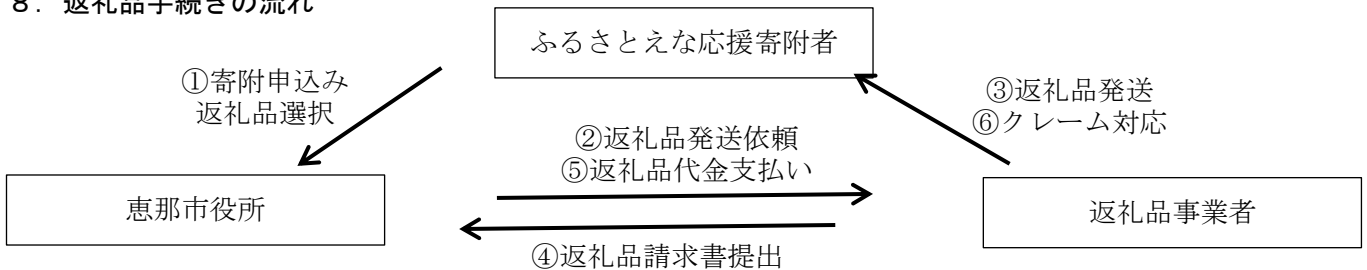 ８．返礼品手続きの流れ
ふるさとえな応援寄附者
①寄附申込み
返礼品選択
③返礼品発送
⑥クレーム対応
②返礼品発送依頼
⑤返礼品代金支払い
恵那市役所
返礼品事業者
④返礼品請求書提出